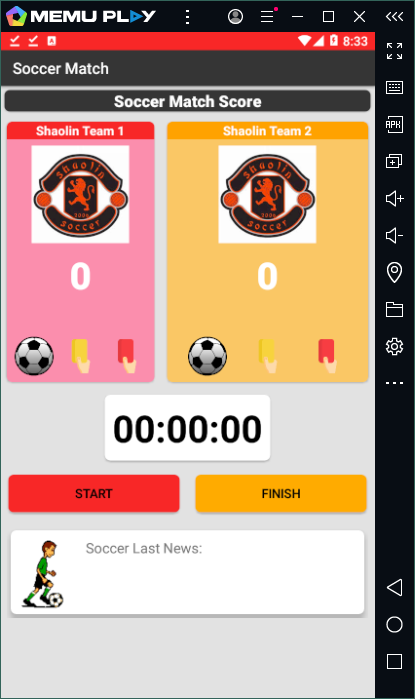 MEMU PLAY
8:33
Soccer Match
Soccer Match Score
Shaolin Team 1
Shaolin Team 2
Shaolin
2006
Soccer
Shaolin
2006
Soccer
0
0
00:00:00
START
FINISH
Soccer Last News:
APK